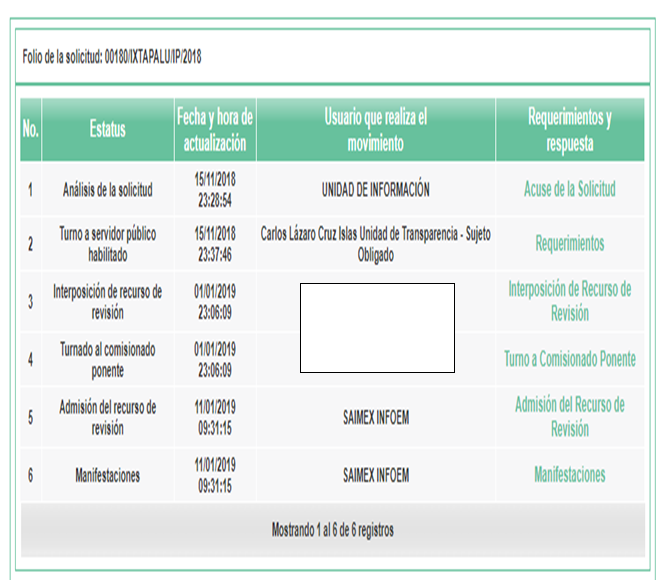 Folio de la solicitud: 00180/IXTAPALU/IP/2018
No.
Estatus
Fecha y hora de
actualización
Usuario que realiza el
movimiento
Requerimientos y
respuesta
1
Análisis de la solicitud
15/11/2018
23:28:54
UNIDAD DE INFORMACIÓN
Acuse de la Solicitud
2
Turno a servidor público
habilitado
15/11/2018
23:37:46
Carlos Lázaro Cruz Islas Unidad de Transparencia - Sujeto
Obligado
Requerimientos
3
Interposición de recurso de
revisión
01/01/2019
23:06:09
Interposición de Recurso de
Revisión
4
Turnado al comisionado
ponente
01/01/2019
23:06:09
Turno a Comisionado Ponente
5
Admisión del recurso de
revisión
11/01/2019
09:31:15
SAIMEX INFOEM
Admisión del Recurso de
Revisión
6
Manifestaciones
11/01/2019
09:31:15
SAIMEX INFOEM
Manifestaciones
Mostrando 1 al 6 de 6 registros